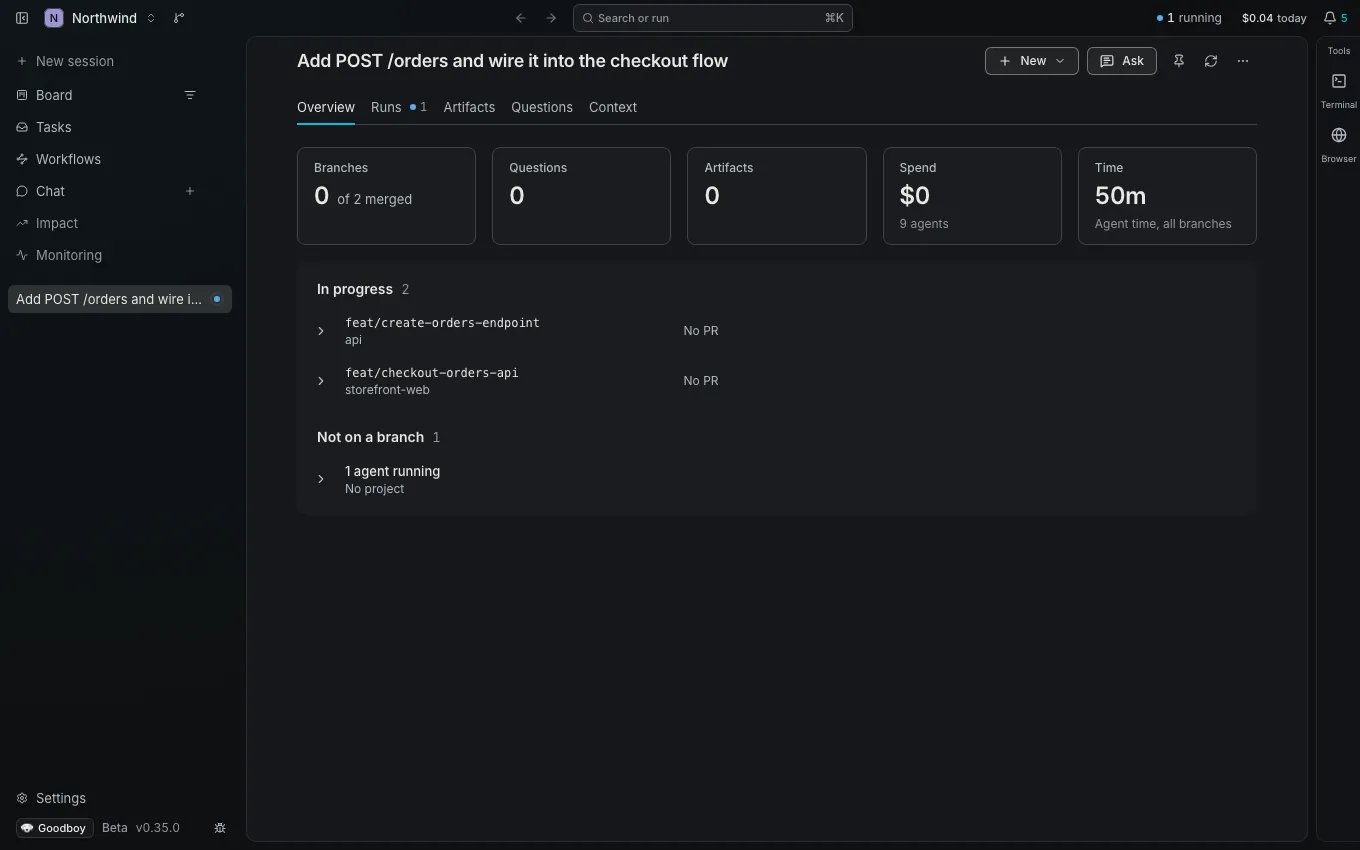 N Northwind
Search or run ⌘K
1 running
$0.04 today
5
New session
Board
Tasks
Workflows
Chat
Impact
Monitoring
Add POST /orders and wire i...
Settings
Goodboy Beta v0.35.0
Add POST /orders and wire it into the checkout flow
New
Ask
Overview Runs 1 Artifacts Questions Context
Branches
0 of 2 merged
Questions
0
Artifacts
0
Spend
$0
9 agents
Time
50m
Agent time, all branches
In progress 2
feat/create-orders-endpoint
api
No PR
feat/checkout-orders-api
storefront-web
No PR
Not on a branch 1
1 agent running
No project
Tools
Terminal
Browser